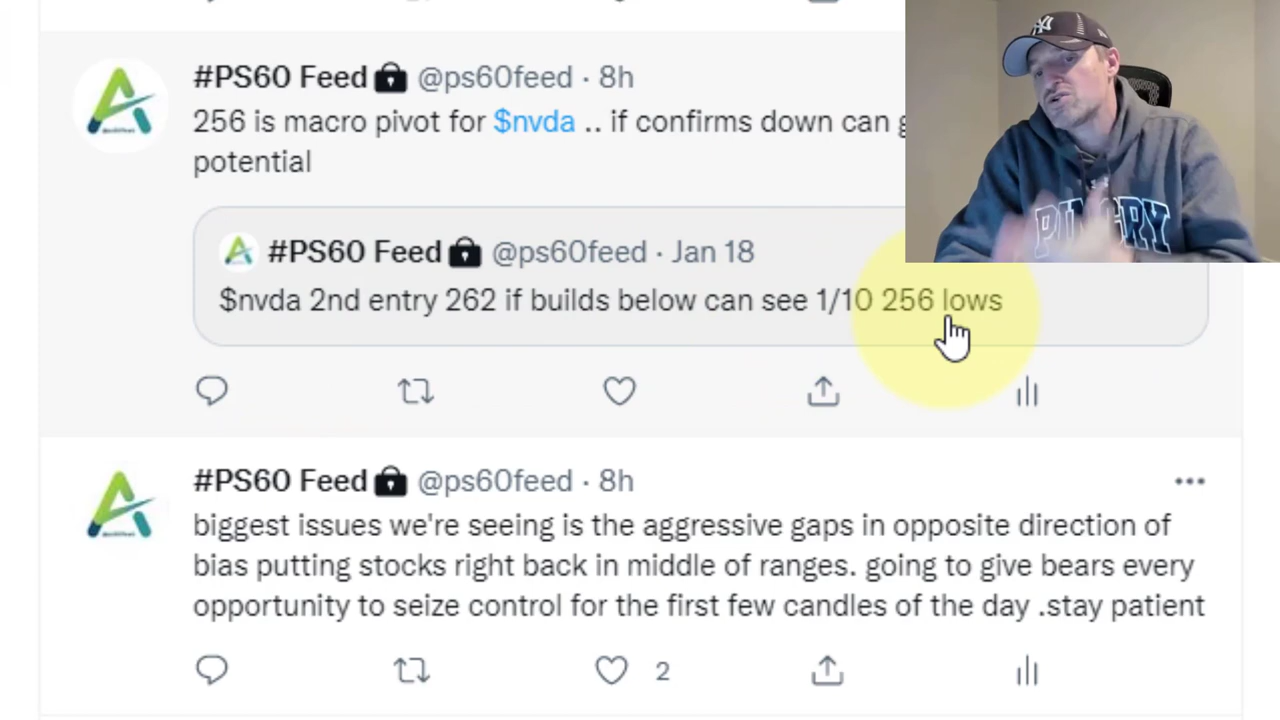 #PS60 Feed🔒 @ps60feed · 8h
256 is macro pivot for $nvda .. if confirms down can
potential
#PS60 Feed🔒 @ps60feed · Jan 18
$nvda 2nd entry 262 if builds below can see 1/10 256 lows
#PS60 Feed🔒 @ps60feed · 8h
biggest issues we're seeing is the aggressive gaps in opposite direction of
bias putting stocks right back in middle of ranges. going to give bears every
opportunity to seize control for the first few candles of the day .stay patient
2